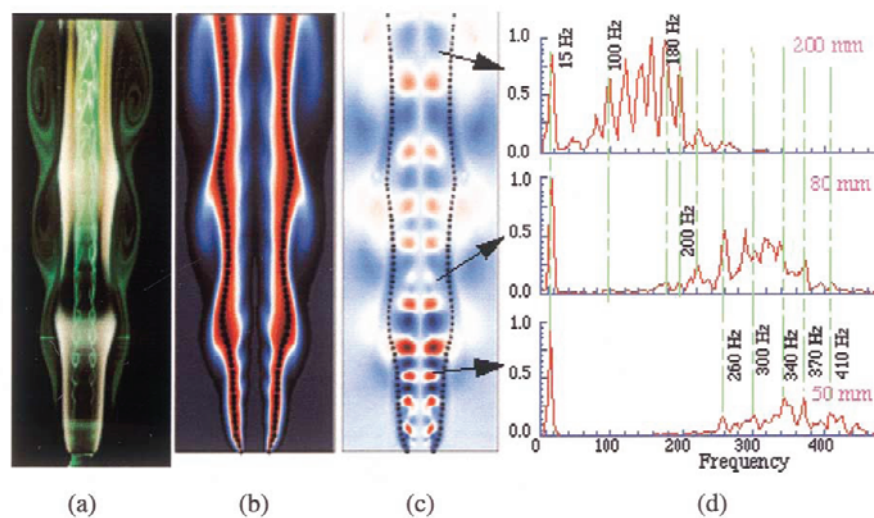 1.0
0.5
0.0
15 Hz
100 Hz
180 Hz
200 mm
1.0
0.5
0.0
200 Hz
80 mm
1.0
0.5
0.0
260 Hz
300 Hz
340 Hz
370 Hz
410 Hz
50 mm
0 100 200 300 400
Frequency
(a) (b) (c) (d)